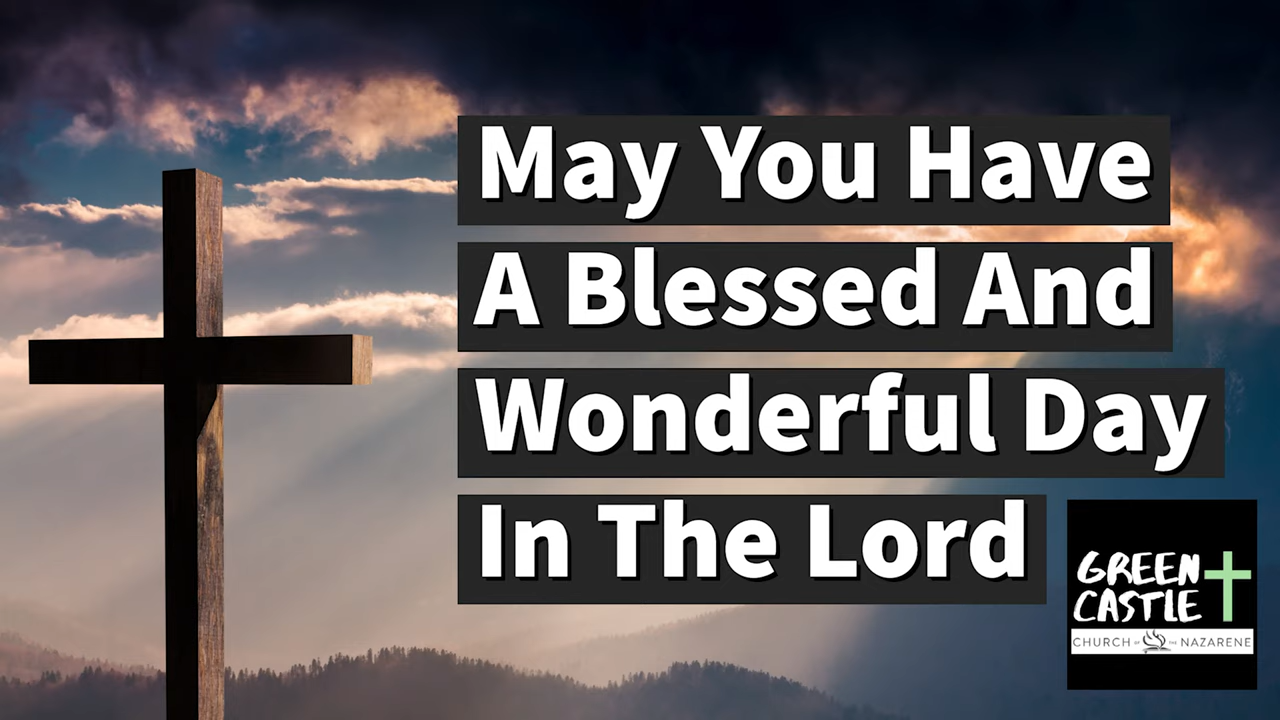 May You Have
A Blessed And
Wonderful Day
In The Lord
GREEN
CASTLE
CHURCH OF THE NAZARENE